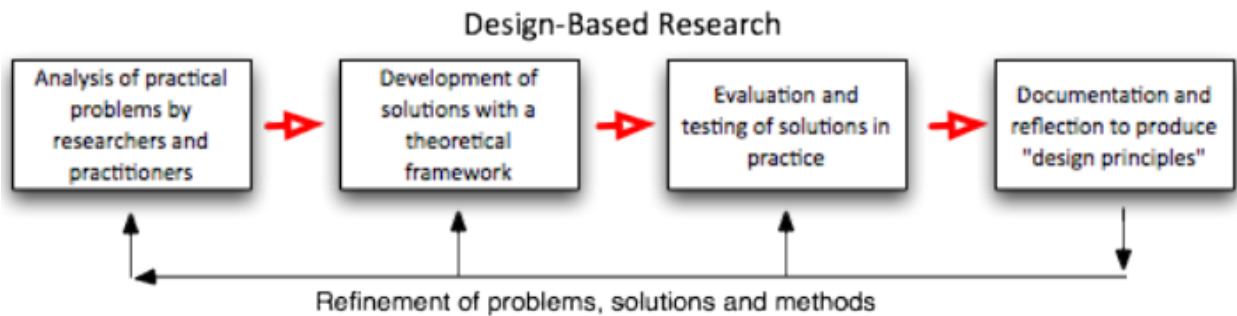 Design-Based Research
Analysis of practical
problems by
researchers and
practitioners
Development of
solutions with a
theoretical
framework
Evaluation and
testing of solutions in
practice
Documentation and
reflection to produce
"design principles"
Refinement of problems, solutions and methods